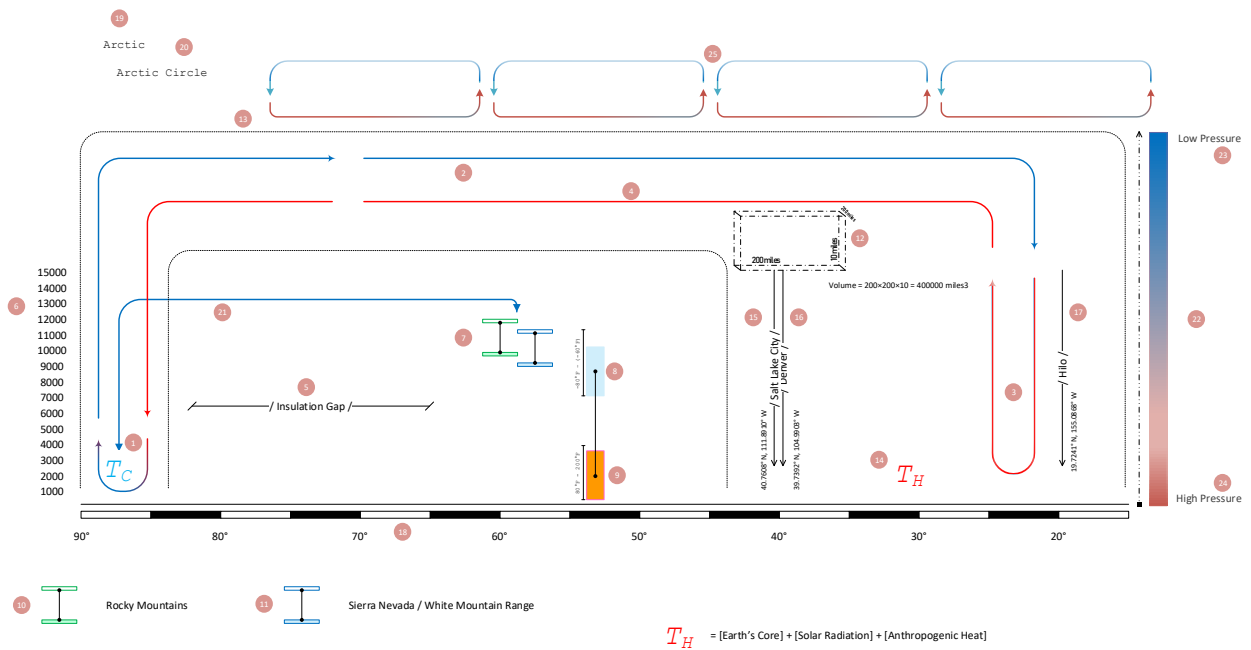 19
Arctic
20
Arctic Circle
25
13
2
4
Low Pressure
23
12
200miles
10miles
Volume = 200×200×10 = 400000 miles3
15000
14000
13000
12000
11000
10000
9000
8000
7000
6000
5000
4000
3000
2000
1000
6
21
7
8
9
5
/ Insulation Gap /
1
T_C
15
16
17
/ Salt Lake City /
/ Denver /
/ Hilo /
40.7608° N, 111.8910° W
39.7392° N, 104.9903° W
19.7241° N, 155.0868° W
80°F - 200°F
3
14
T_H
22
24
High Pressure
90°
80°
18
70°
60°
50°
40°
30°
20°
10
Rocky Mountains
11
Sierra Nevada / White Mountain Range
T_H = [Earth's Core] + [Solar Radiation] + [Anthropogenic Heat]